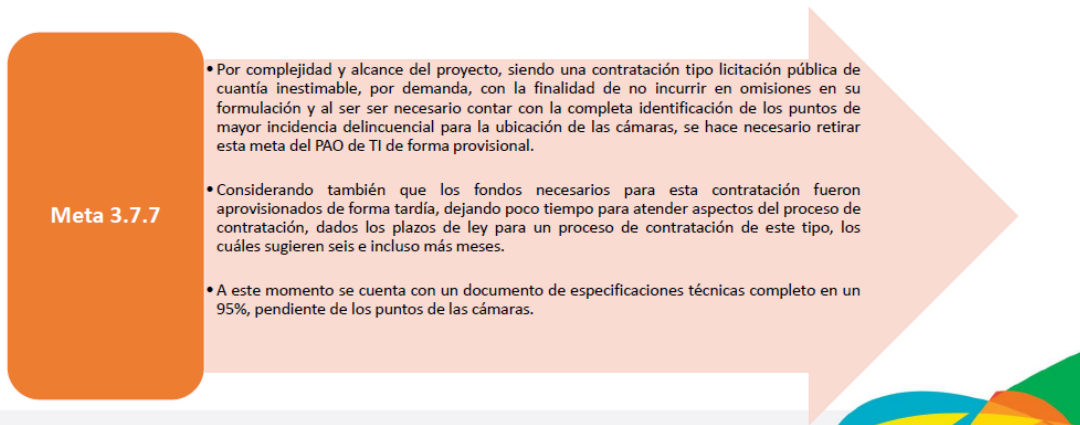 Meta 3.7.7
• Por complejidad y alcance del proyecto, siendo una contratación tipo licitación pública de
cuantía inestimable, por demanda, con la finalidad de no incurrir en omisiones en su
formulación y al ser ser necesario contar con la completa identificación de los puntos de
mayor incidencia delincuencial para la ubicación de las cámaras, se hace necesario retirar
esta meta del PAO de TI de forma provisional.
• Considerando también que los fondos necesarios para esta contratación fueron
aprovisionados de forma tardía, dejando poco tiempo para atender aspectos del proceso de
contratación, dados los plazos de ley para un proceso de contratación de este tipo, los
cuáles sugieren seis e incluso más meses.
• A este momento se cuenta con un documento de especificaciones técnicas completo en un
95%, pendiente de los puntos de las cámaras.